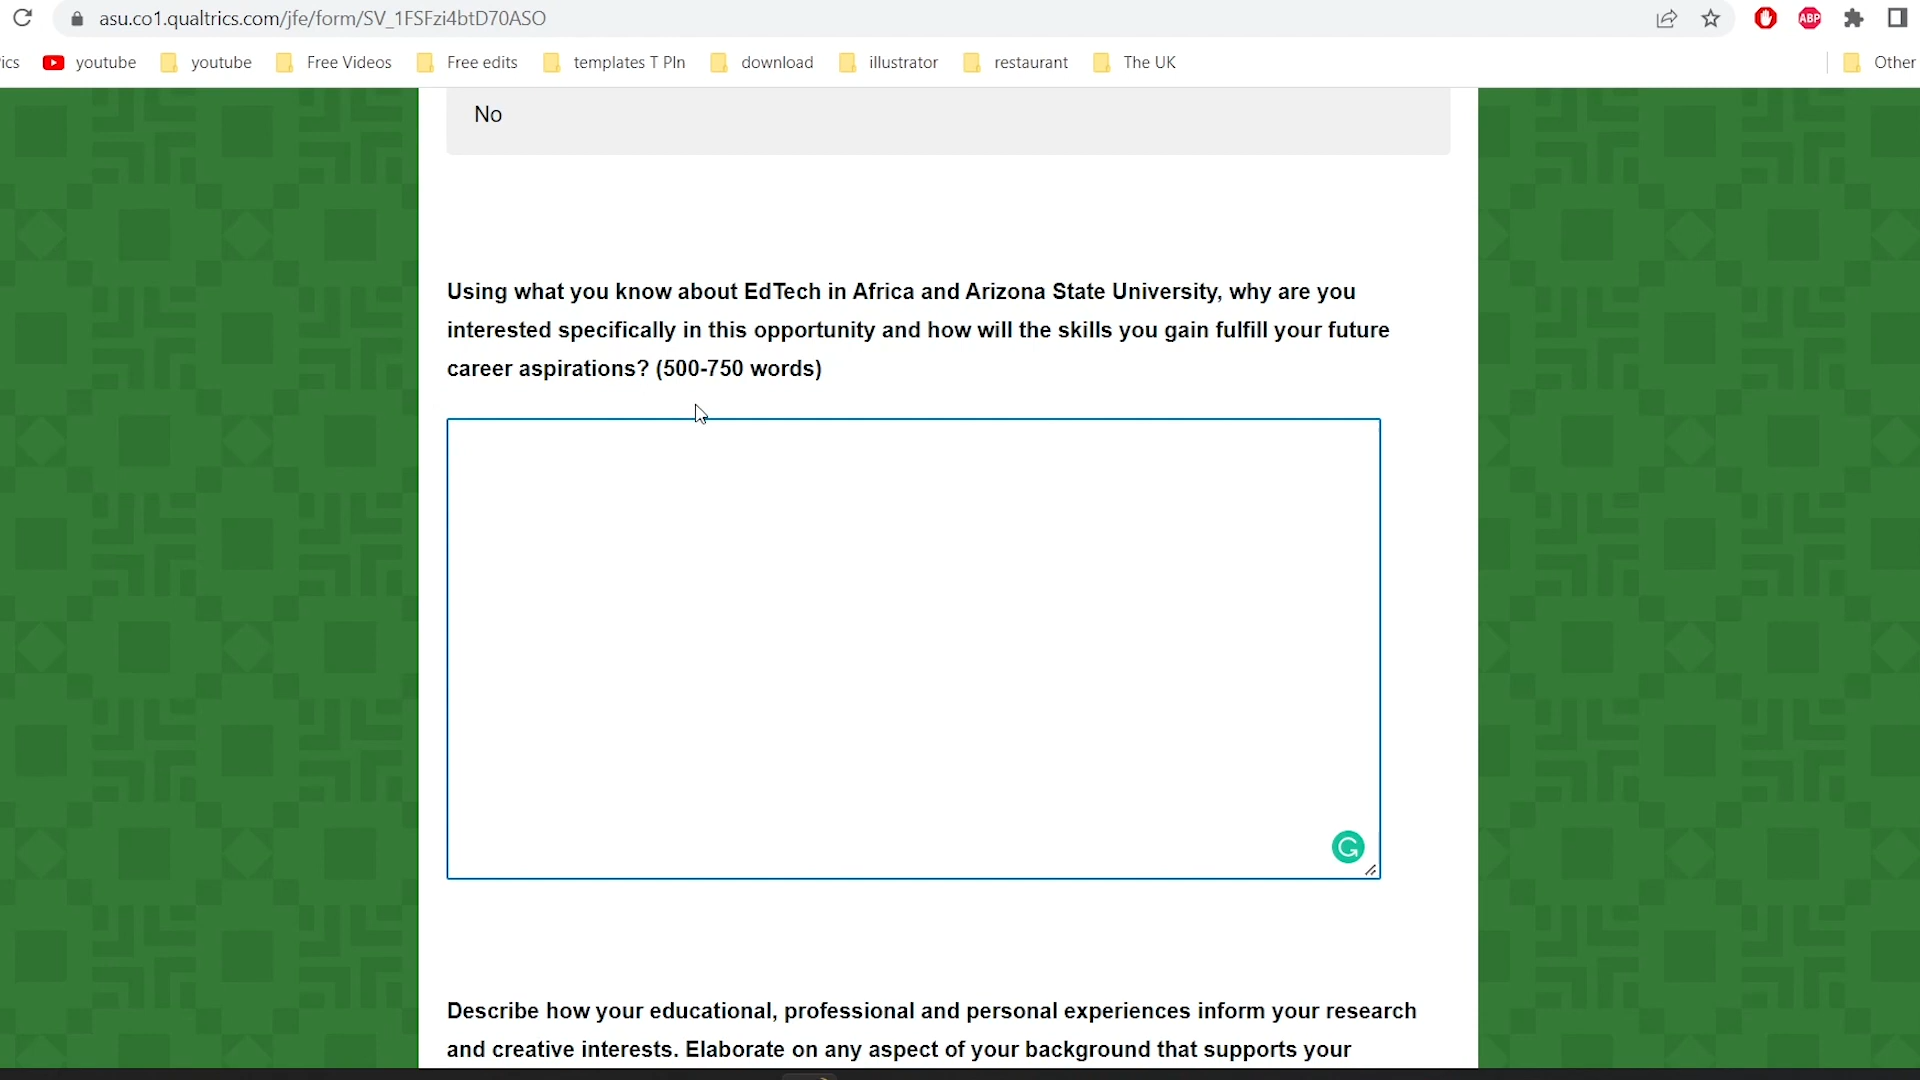 asu.co1.qualtrics.com/jfe/form/SV_1FSFzi4btD70ASO
ABP
ics youtube youtube Free Videos Free edits templates T Pln download illustrator restaurant The UK Other
No
Using what you know about EdTech in Africa and Arizona State University, why are you
interested specifically in this opportunity and how will the skills you gain fulfill your future
career aspirations? (500-750 words)
Describe how your educational, professional and personal experiences inform your research
and creative interests. Elaborate on any aspect of your background that supports your